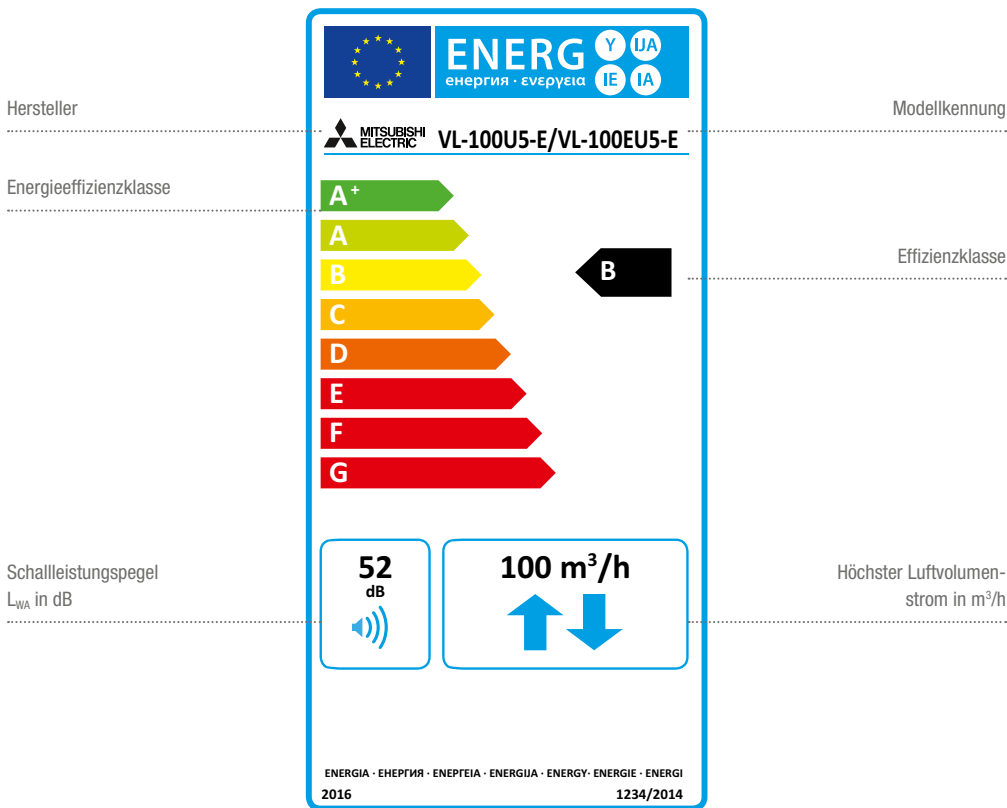 ENERG Y IJA
енергия · ενεργεια IE IA
Hersteller
Modellkennung
MITSUBISHI
ELECTRIC
VL-100U5-E/VL-100EU5-E
Energieeffizienzklasse
A+
A
B
C
D
E
F
G
B
Effizienzklasse
Schallleistungspegel
LWA in dB
52
dB
100 m³/h
Höchster Luftvolumen-
strom in m³/h
ENERGIA · ЕНЕРГИЯ · ΕΝΕΡΓΕΙΑ · ENERGIJA · ENERGY· ENERGIE · ENERGI
2016 1234/2014